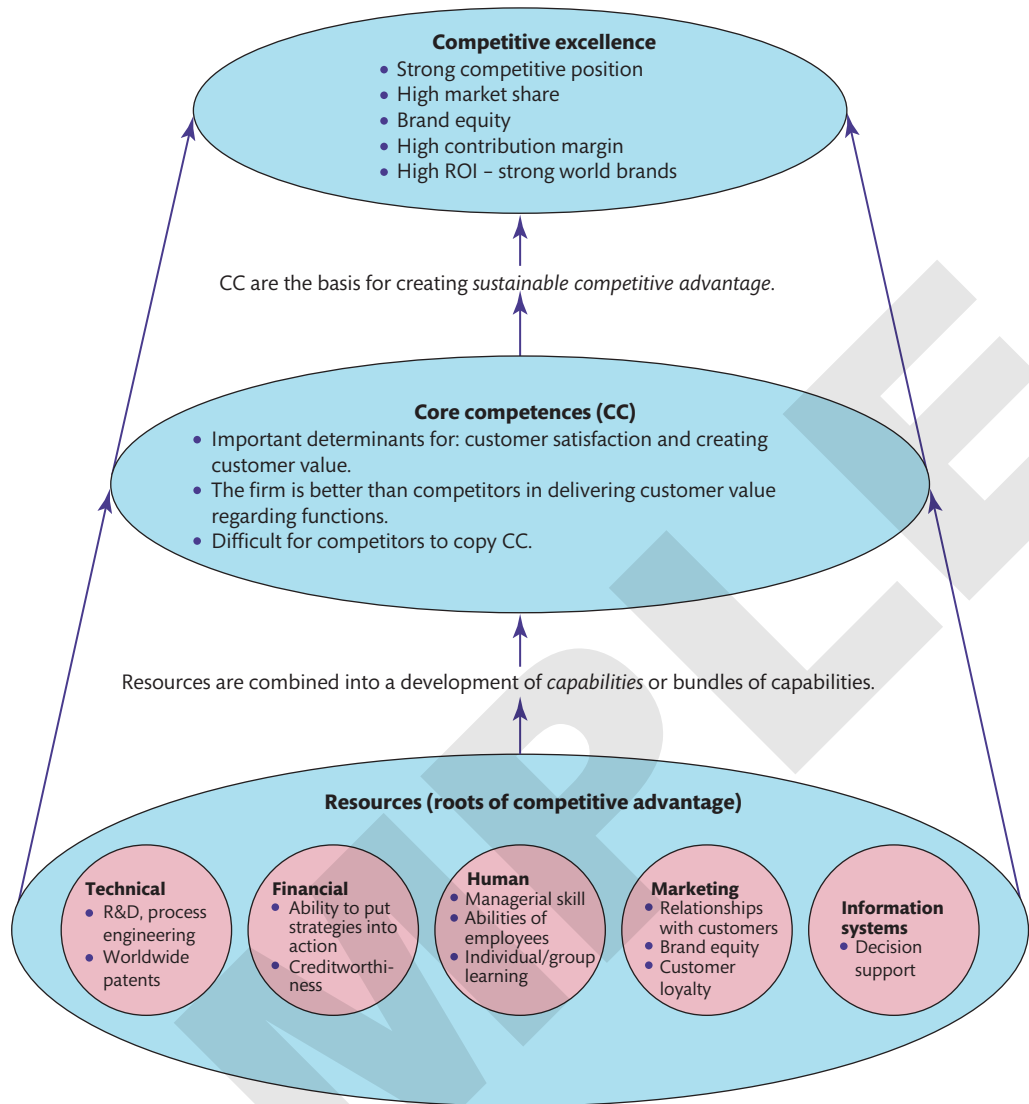 Competitive excellence
• Strong competitive position
• High market share
• Brand equity
• High contribution margin
• High ROI – strong world brands
CC are the basis for creating sustainable competitive advantage.
Core competences (CC)
• Important determinants for: customer satisfaction and creating
customer value.
• The firm is better than competitors in delivering customer value
regarding functions.
• Difficult for competitors to copy CC.
Resources are combined into a development of capabilities or bundles of capabilities.
Resources (roots of competitive advantage)
Technical
• R&D, process
engineering
• Worldwide
patents
Financial
• Ability to put
strategies into
action
• Creditworthi-
ness
Human
• Managerial skill
• Abilities of
employees
• Individual/group
learning
Marketing
• Relationships
with customers
• Brand equity
• Customer
loyalty
Information
systems
• Decision
support
MPLE